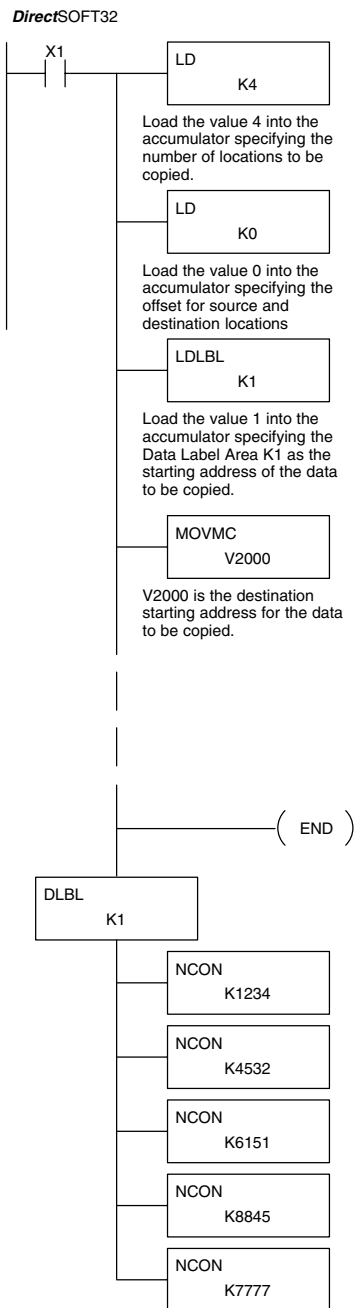 DirectSOFT32
X1
LD
K4
Load the value 4 into the
accumulator specifying the
number of locations to be
copied.
LD
K0
Load the value 0 into the
accumulator specifying the
offset for source and
destination locations
LDLBL
K1
Load the value 1 into the
accumulator specifying the
Data Label Area K1 as the
starting address of the data
to be copied.
MOVMC
V2000
V2000 is the destination
starting address for the data
to be copied.
END
DLBL
K1
NCON
K1234
NCON
K4532
NCON
K6151
NCON
K8845
NCON
K7777